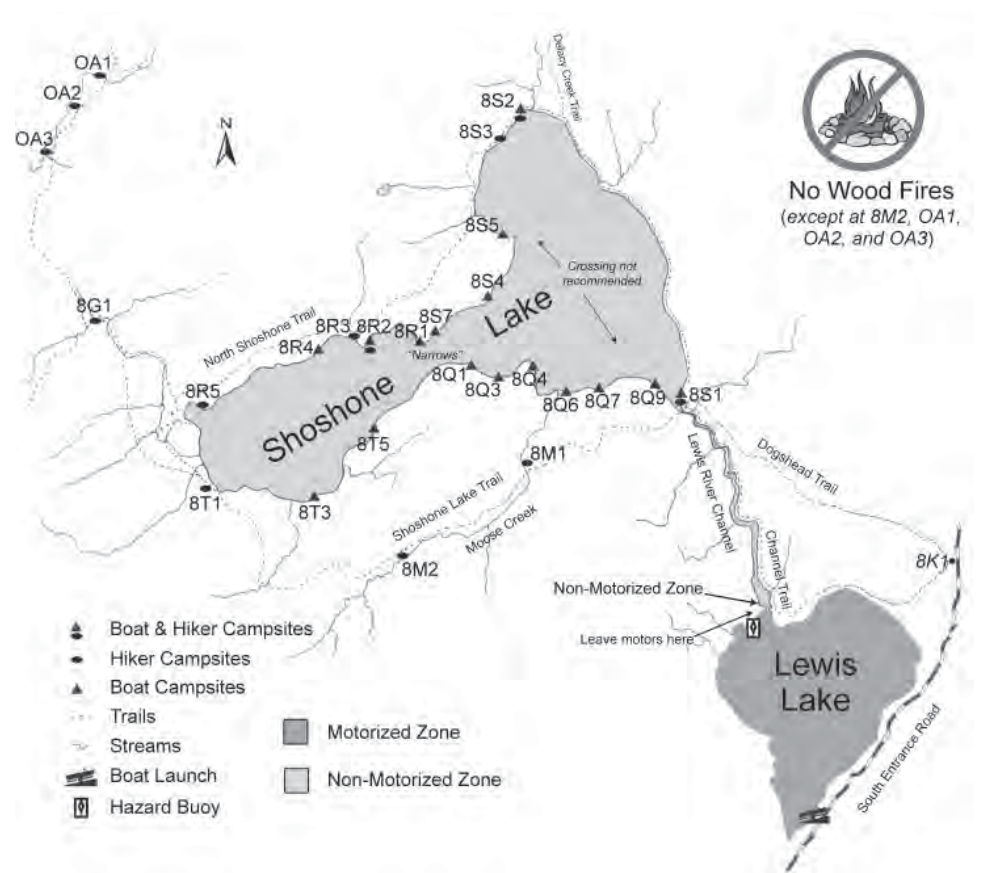 OA1
OA2
OA3
N
Delacy Creek Trail
8S2
8S3
No Wood Fires
(except at 8M2, OA1,
OA2, and OA3)
8S5
Crossing not
recommended
8S4
8G1
North Shoshone Trail
8R3
8R2
8R1
8S7
8R4
"Narrows"
Shoshone
Lake
8Q1
8Q3
8Q4
8Q6
8Q7
8Q9
8S1
8R5
8T5
8M1
8T1
8T3
Shoshone Lake Trail
Moose Creek
8M2
Lewis River Channel
Dogshead Trail
Channel Trail
8K1
Non-Motorized Zone
Leave motors here
Lewis
Lake
South Entrance Road
Boat & Hiker Campsites
Hiker Campsites
Boat Campsites
Trails
Streams
Boat Launch
Hazard Buoy
Motorized Zone
Non-Motorized Zone